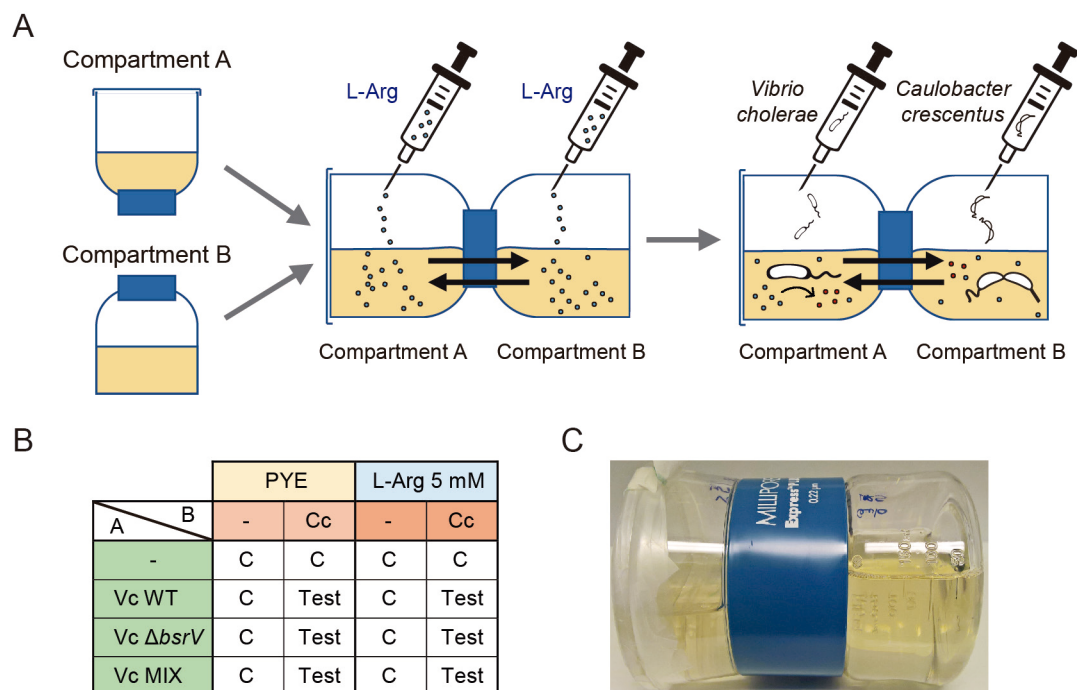 A
Compartment A
Compartment B
L-Arg
L-Arg
Compartment A
Compartment B
Vibrio
cholerae
Caulobacter
crescentus
Compartment A
Compartment B
B
PYE
L-Arg 5 mM
A
B
-
Cc
-
Cc
-
C
C
C
C
Vc WT
C
Test
C
Test
Vc ΔbsrV
C
Test
C
Test
Vc MIX
C
Test
C
Test
C
MILLIPORE
Express
0.22µm